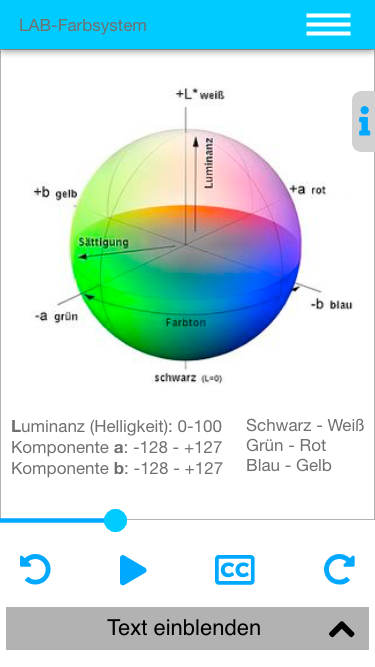 LAB-Farbsystem
+L* weiß
Luminanz
+b gelb
+a rot
Sättigung
-b blau
-a grün
Farbton
schwarz (L=0)
Luminanz (Helligkeit): 0-100 Schwarz - Weiß
Komponente a: -128 - +127 Grün - Rot
Komponente b: -128 - +127 Blau - Gelb
CC
Text einblenden